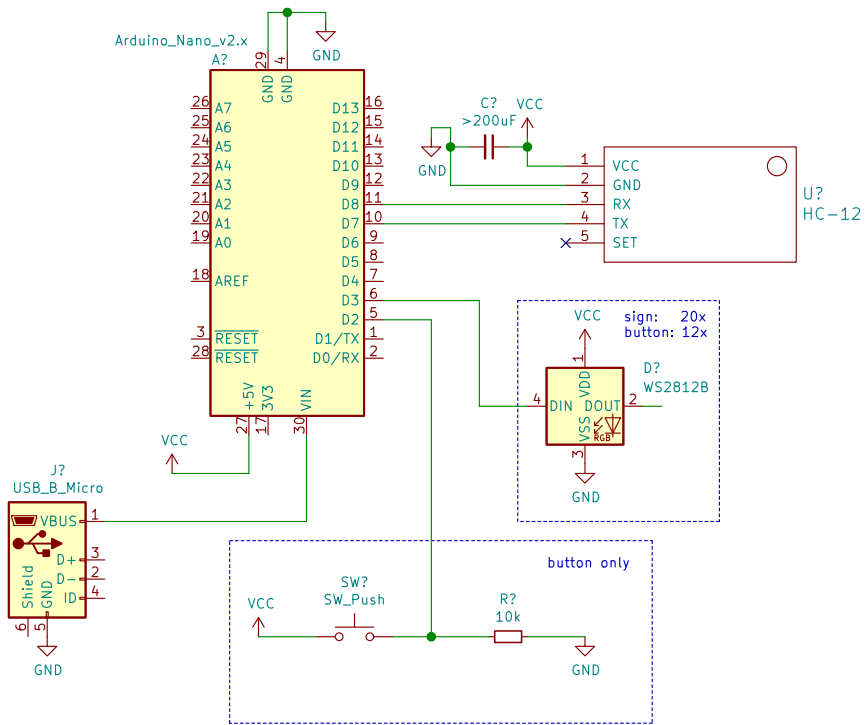 Arduino_Nano_v2.x
A?
29
GND
4
GND
GND
26 A7
25 A6
24 A5
23 A4
22 A3
21 A2
20 A1
19 A0
18 AREF
3 RESET
28 RESET
D13 16
D12 15
D11 14
D10 13
D9 12
D8 11
D7 10
D6 9
D5 8
D4 7
D3 6
D2 5
D1/TX 1
D0/RX 2
+5V 27
3V3 17
VIN 30
C?
>200uF
VCC
GND
1 VCC
2 GND
3 RX
4 TX
5 SET
U?
HC-12
sign: 20x
button: 12x
VCC
1
VDD
D?
WS2812B
4 DIN
DOUT 2
VSS
RGB
3
GND
VCC
J?
USB_B_Micro
VBUS 1
D+ 3
D- 2
ID 4
Shield
GND
6
5
GND
button only
SW?
SW_Push
VCC
R?
10k
GND